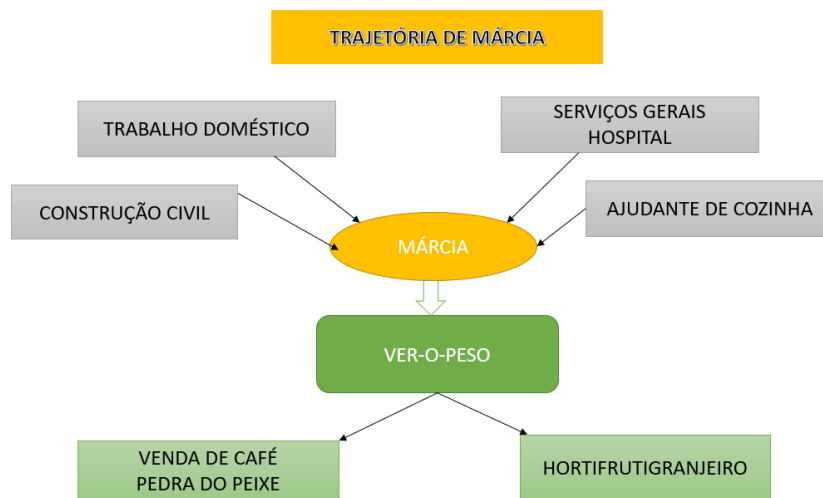 TRAJETÓRIA DE MÁRCIA
TRABALHO DOMÉSTICO
SERVIÇOS GERAIS
HOSPITAL
CONSTRUÇÃO CIVIL
AJUDANTE DE COZINHA
MÁRCIA
VER-O-PESO
VENDA DE CAFÉ
PEDRA DO PEIXE
HORTIFRUTIGRANJEIRO